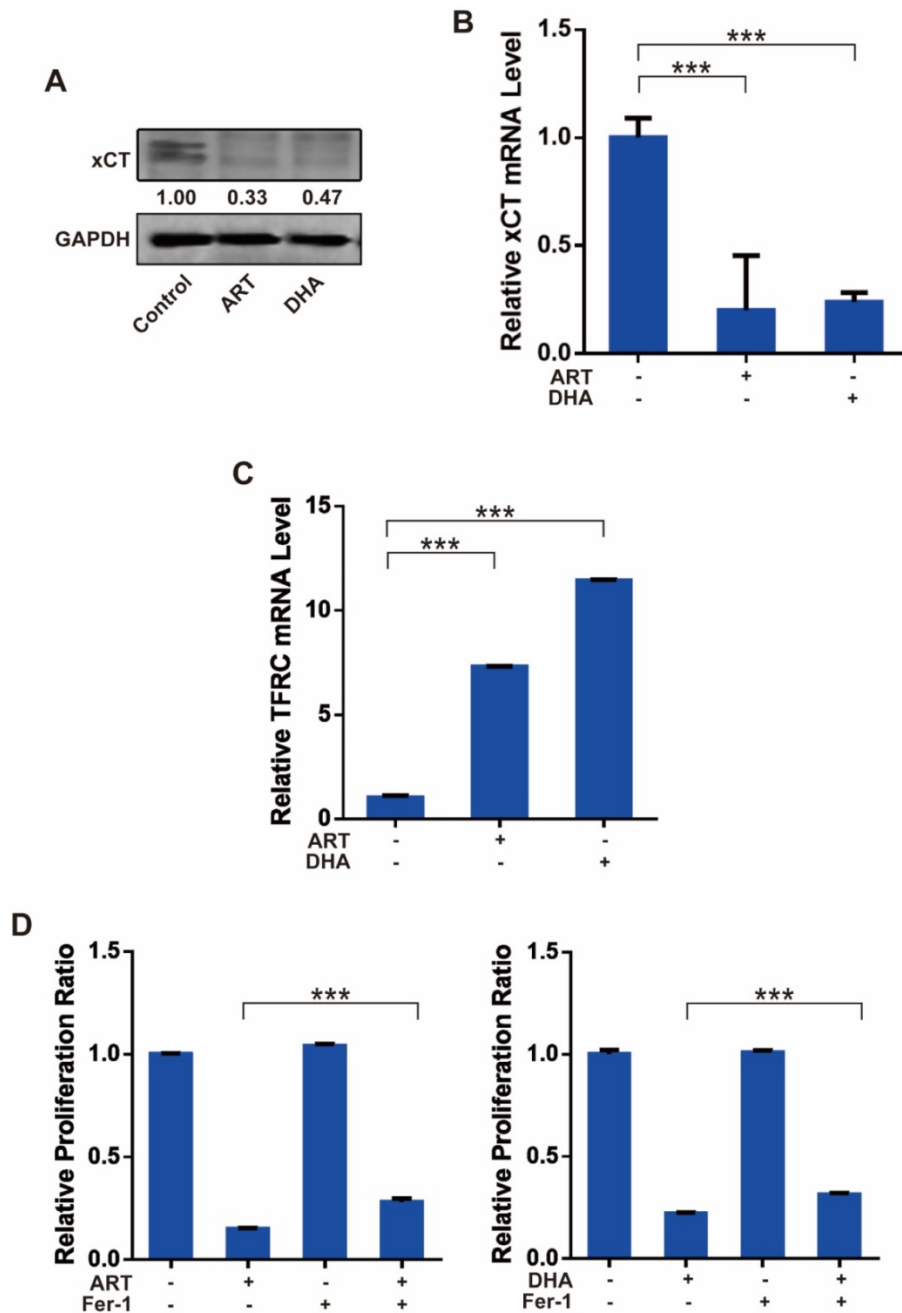 A
xCT
1.00 0.33 0.47
GAPDH
Control ART DHA
B
Relative xCT mRNA Level
1.5
1.0
0.5
0.0
***
***
ART - + -
DHA - - +
C
Relative TFRC mRNA Level
15
10
5
0
***
***
ART - + -
DHA - - +
D
Relative Proliferation Ratio
1.5
1.0
0.5
0.0
***
ART - + - +
Fer-1 - - + +
Relative Proliferation Ratio
1.5
1.0
0.5
0.0
***
DHA - + - +
Fer-1 - - + +